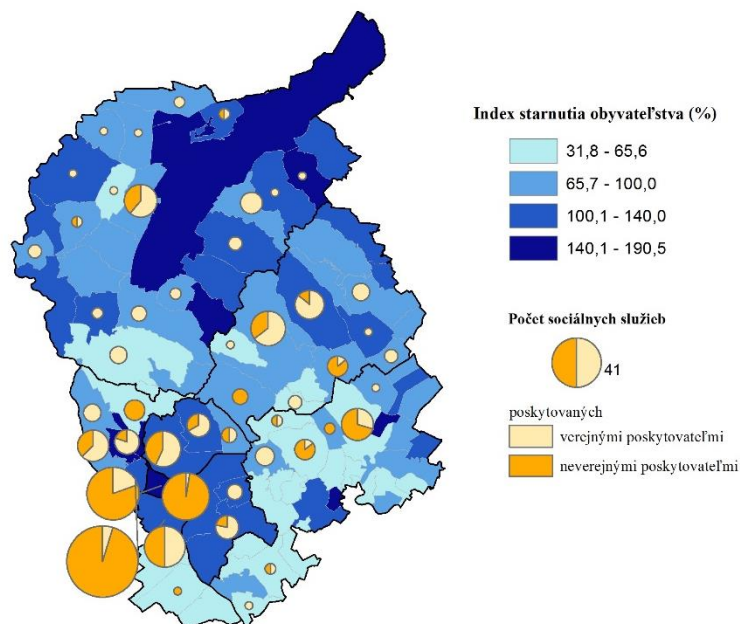 Index starnutia obyvateľstva (%)
31,8 - 65,6
65,7 - 100,0
100,1 - 140,0
140,1 - 190,5
Počet sociálnych služieb
41
poskytovaných
verejnými poskytovateľmi
neverejnými poskytovateľmi